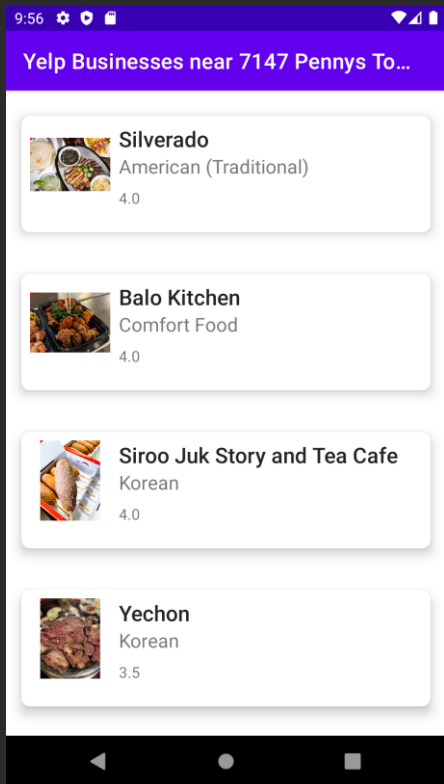 9:56
Yelp Businesses near 7147 Pennys To...
Silverado
American (Traditional)
4.0
Balo Kitchen
Comfort Food
4.0
Siroo Juk Story and Tea Cafe
Korean
4.0
Yechon
Korean
3.5